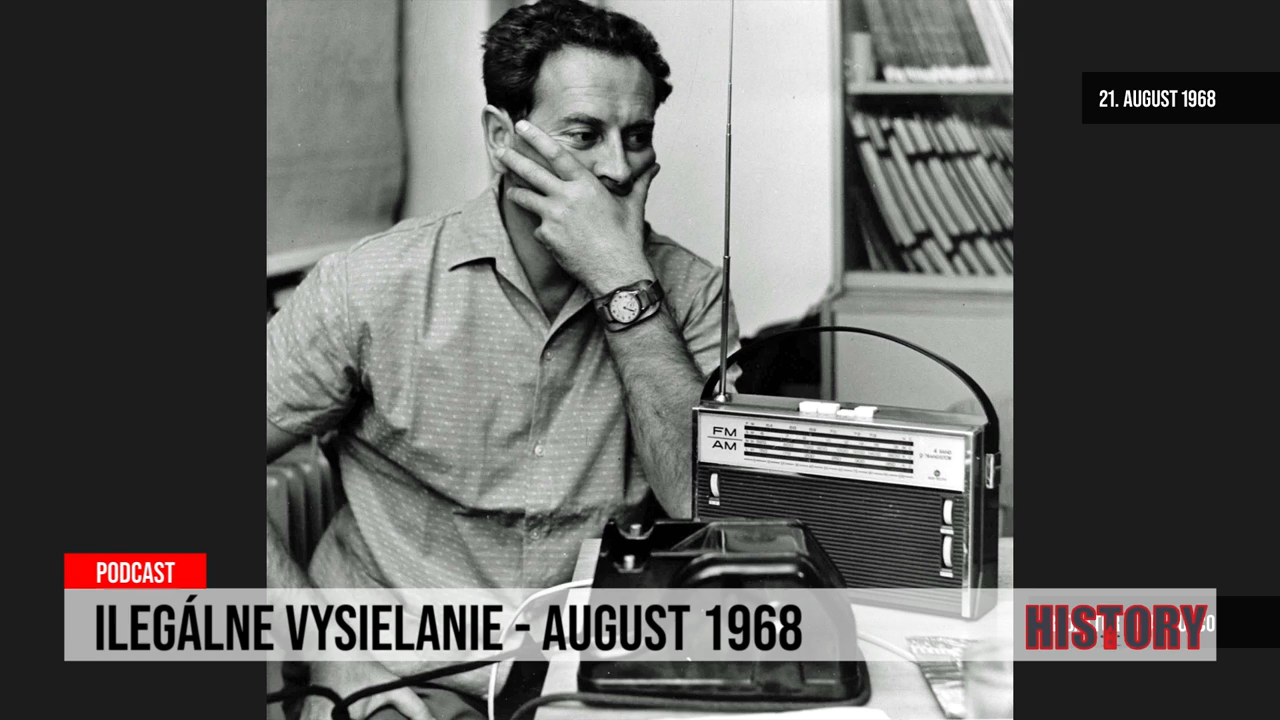 21. AUGUST 1968
FM
AM
PODCAST
ILEGÁLNE VYSIELANIE - AUGUST 1968
HISTORY